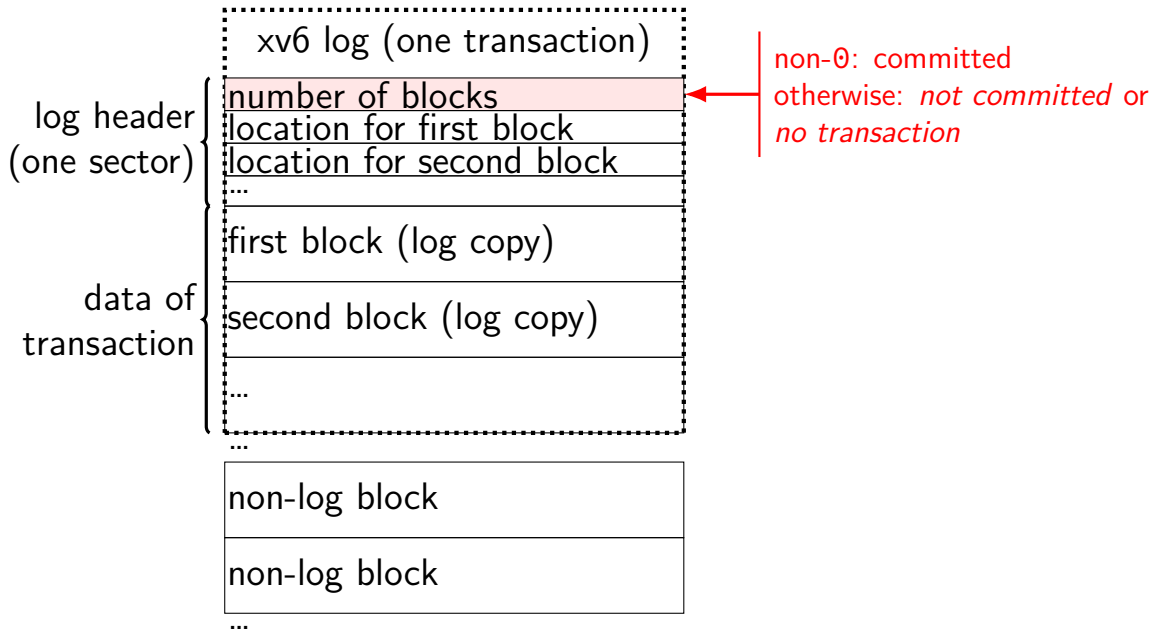 xv6 log (one transaction)
non-0: committed
otherwise: not committed or
no transaction
log header
(one sector)
number of blocks
location for first block
location for second block
...
data of
transaction
first block (log copy)
second block (log copy)
...
...
non-log block
non-log block
...